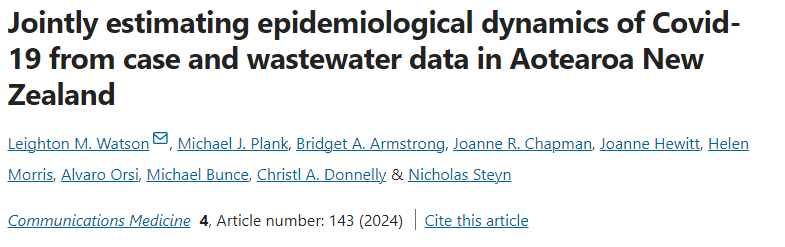 Jointly estimating epidemiological dynamics of Covid-
19 from case and wastewater data in Aotearoa New
Zealand
Leighton M. Watson, Michael J. Plank, Bridget A. Armstrong, Joanne R. Chapman, Joanne Hewitt, Helen
Morris, Alvaro Orsi, Michael Bunce, Christl A. Donnelly & Nicholas Steyn
Communications Medicine 4, Article number: 143 (2024) | Cite this article